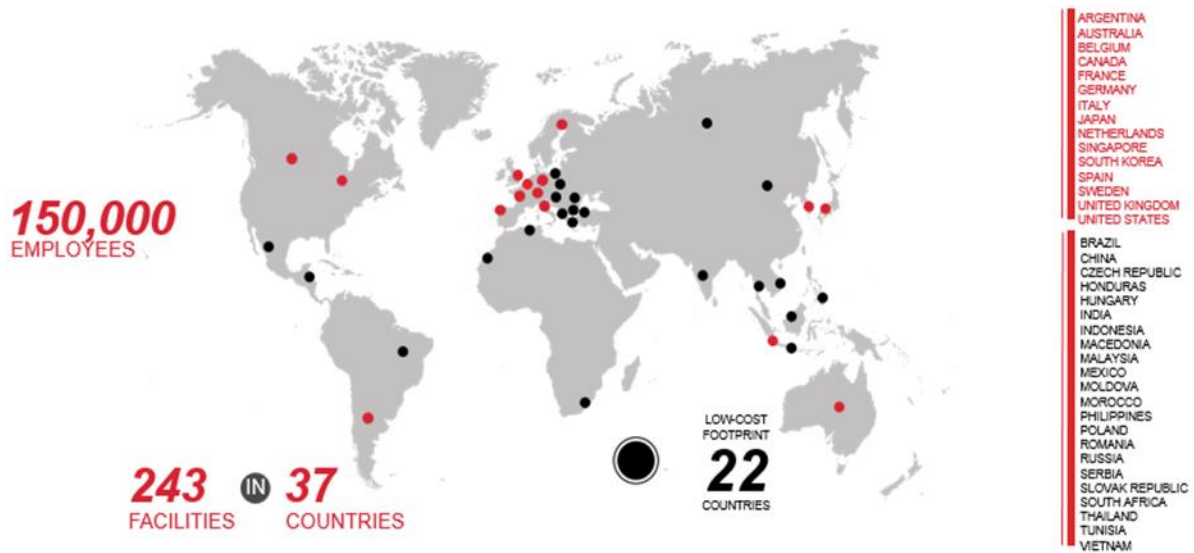 150,000
EMPLOYEES
243 IN 37
FACILITIES COUNTRIES
LOW-COST
FOOTPRINT
22
COUNTRIES
ARGENTINA
AUSTRALIA
BELGIUM
CANADA
FRANCE
GERMANY
ITALY
JAPAN
NETHERLANDS
SINGAPORE
SOUTH KOREA
SPAIN
SWEDEN
UNITED KINGDOM
UNITED STATES
BRAZIL
CHINA
CZECH REPUBLIC
HONDURAS
HUNGARY
INDIA
INDONESIA
MACEDONIA
MALAYSIA
MEXICO
MOLDOVA
MOROCCO
PHILIPPINES
POLAND
ROMANIA
RUSSIA
SERBIA
SLOVAK REPUBLIC
SOUTH AFRICA
THAILAND
TUNISIA
VIETNAM